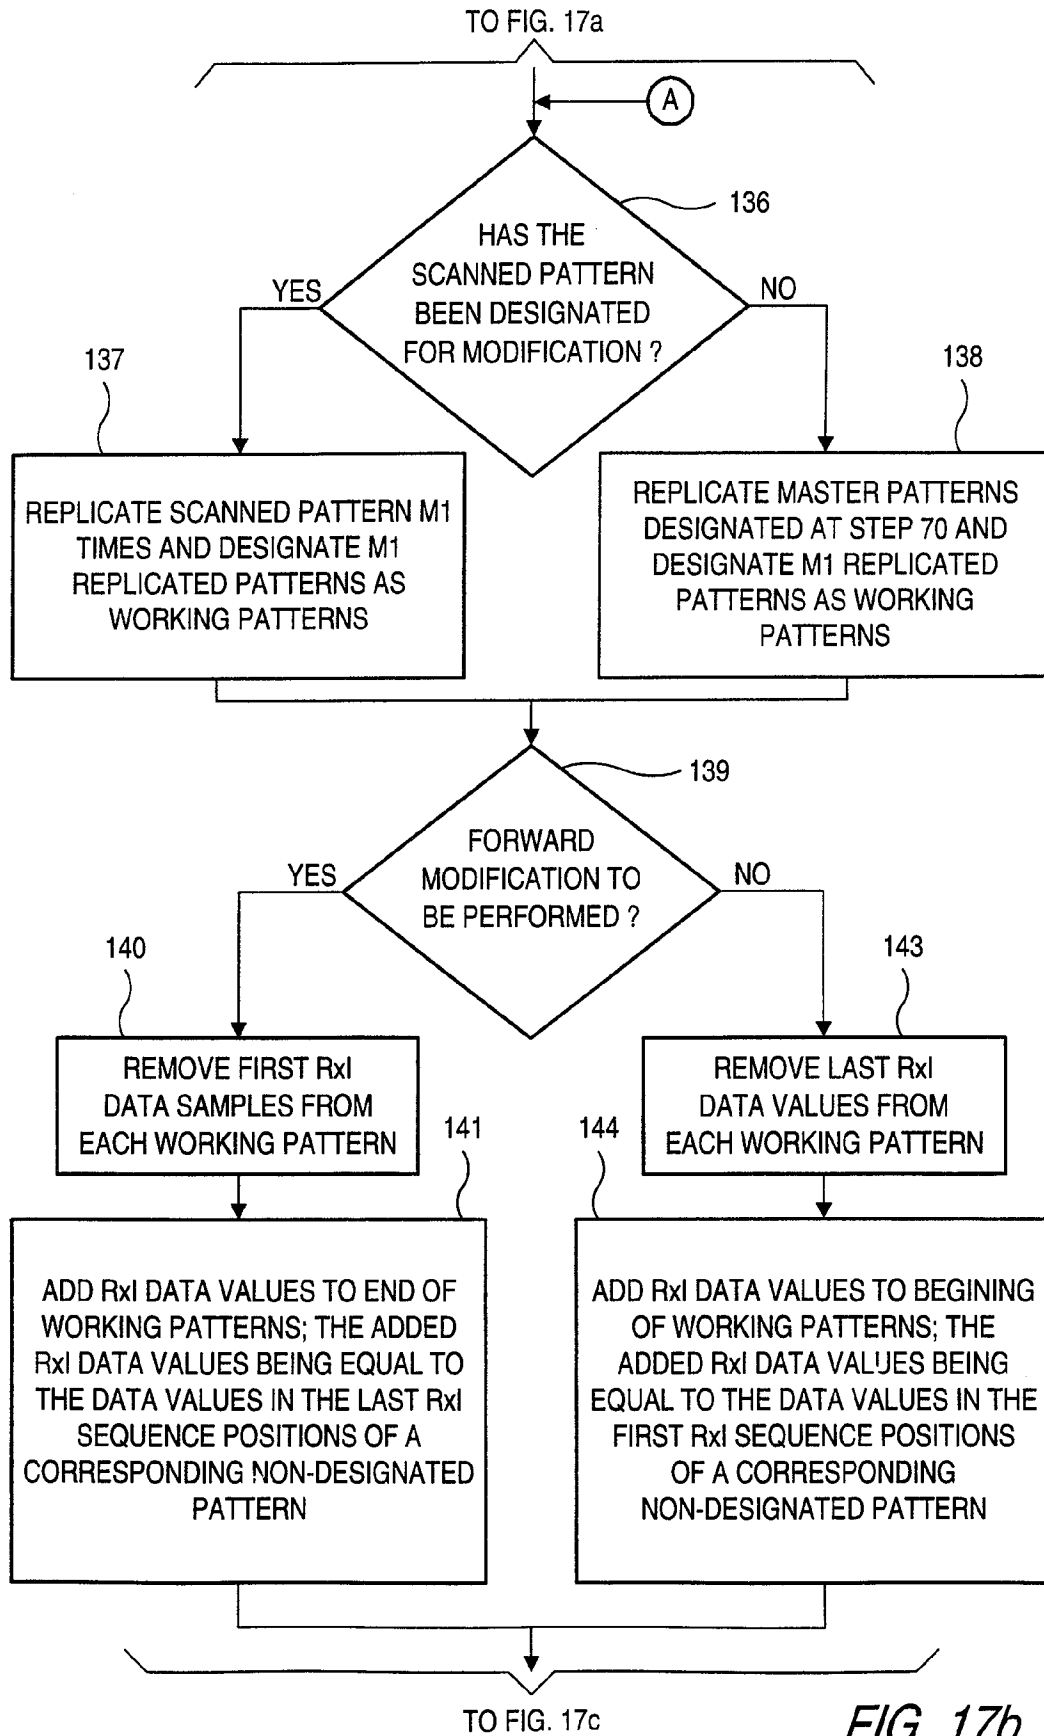 TO FIG. 17a
A
136
HAS THE
SCANNED PATTERN
BEEN DESIGNATED
FOR MODIFICATION ?
YES
NO
137
138
REPLICATE SCANNED PATTERN M1
TIMES AND DESIGNATE M1
REPLICATED PATTERNS AS
WORKING PATTERNS
REPLICATE MASTER PATTERNS
DESIGNATED AT STEP 70 AND
DESIGNATE M1 REPLICATED
PATTERNS AS WORKING
PATTERNS
139
FORWARD
MODIFICATION TO
BE PERFORMED ?
YES
NO
140
143
REMOVE FIRST RxI
DATA SAMPLES FROM
EACH WORKING PATTERN
REMOVE LAST RxI
DATA VALUES FROM
EACH WORKING PATTERN
141
144
ADD RxI DATA VALUES TO END OF
WORKING PATTERNS; THE ADDED
RxI DATA VALUES BEING EQUAL TO
THE DATA VALUES IN THE LAST RxI
SEQUENCE POSITIONS OF A
CORRESPONDING NON-DESIGNATED
PATTERN
ADD RxI DATA VALUES TO BEGINING
OF WORKING PATTERNS; THE
ADDED RxI DATA VALUES BEING
EQUAL TO THE DATA VALUES IN THE
FIRST RxI SEQUENCE POSITIONS
OF A CORRESPONDING
NON-DESIGNATED PATTERN
TO FIG. 17c
FIG. 17b